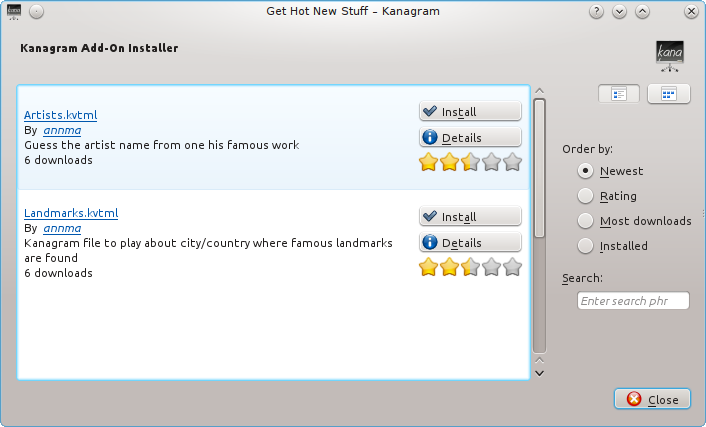 Get Hot New Stuff – Kanagram
Kanagram Add-On Installer
kana
Artists.kvtml
By annma
Guess the artist name from one his famous work
6 downloads
Install
Details
Landmarks.kvtml
By annma
Kanagram file to play about city/country where famous landmarks
are found
6 downloads
Install
Details
Order by:
Newest
Rating
Most downloads
Installed
Search:
Enter search phr
Close